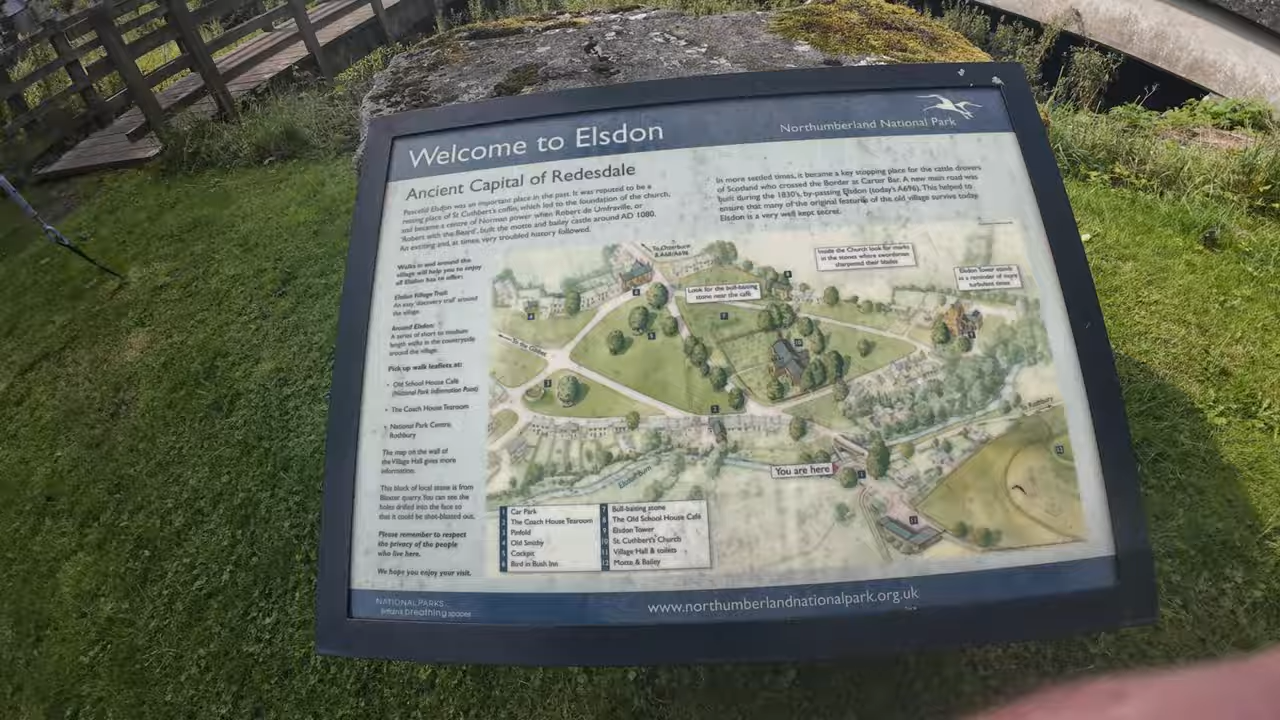 Welcome to Elsdon
Northumberland National Park
Ancient Capital of Redesdale
Peaceful Elsdon was an important place in the past. It was reputed to be a
resting place of St Cuthbert's coffin, which led to the foundation of the church,
and became a centre of Norman power when Robert de Umfraville, or
'Robert with the Beard', built the motte and bailey castle around AD 1080.
An exciting and, at times, very troubled history followed.
In more settled times, it became a key stopping place for the cattle drovers
of Scotland who crossed the Border at Carter Bar. A new main road was
built during the 1830's, by-passing Elsdon (today's A696). This helped to
ensure that many of the original features of the old village survive today.
Elsdon is a very well kept secret.
Walks in and around the
village will help you to enjoy
all Elsdon has to offer:
Elsdon Village Trail:
An easy 'discovery trail' around
the village.
Around Elsdon:
A series of short to medium
length walks in the countryside
around the village.
Pick up walk leaflets at:
• Old School House Café
(National Park Information Point)
• The Coach House Tearoom
• National Park Centre,
Rothbury
The map on the wall of
the Village Hall gives more
information.
This block of local stone is from
Blaxter quarry. You can see the
holes drilled into the face so
that it could be shot-blasted out.
Please remember to respect
the privacy of the people
who live here.
We hope you enjoy your visit.
To Otterburn
& A68/A696
Look for the bull-baiting
stone near the café
Inside the Church look for marks
in the stones where swordsmen
sharpened their blades
Elsdon Tower stands
as a reminder of more
turbulent times
To the Gibbet
Elsdon Burn
You are here
Rothbury
1 Car Park
2 The Coach House Tearoom
3 Pinfold
4 Old Smithy
5 Cockpit
6 Bird in Bush Inn
7 Bull-baiting stone
8 The Old School House Café
9 Elsdon Tower
10 St. Cuthbert's Church
11 Village Hall & toilets
12 Motte & Bailey
NATIONAL PARKS
Britain's breathing spaces
www.northumberlandnationalpark.org.uk